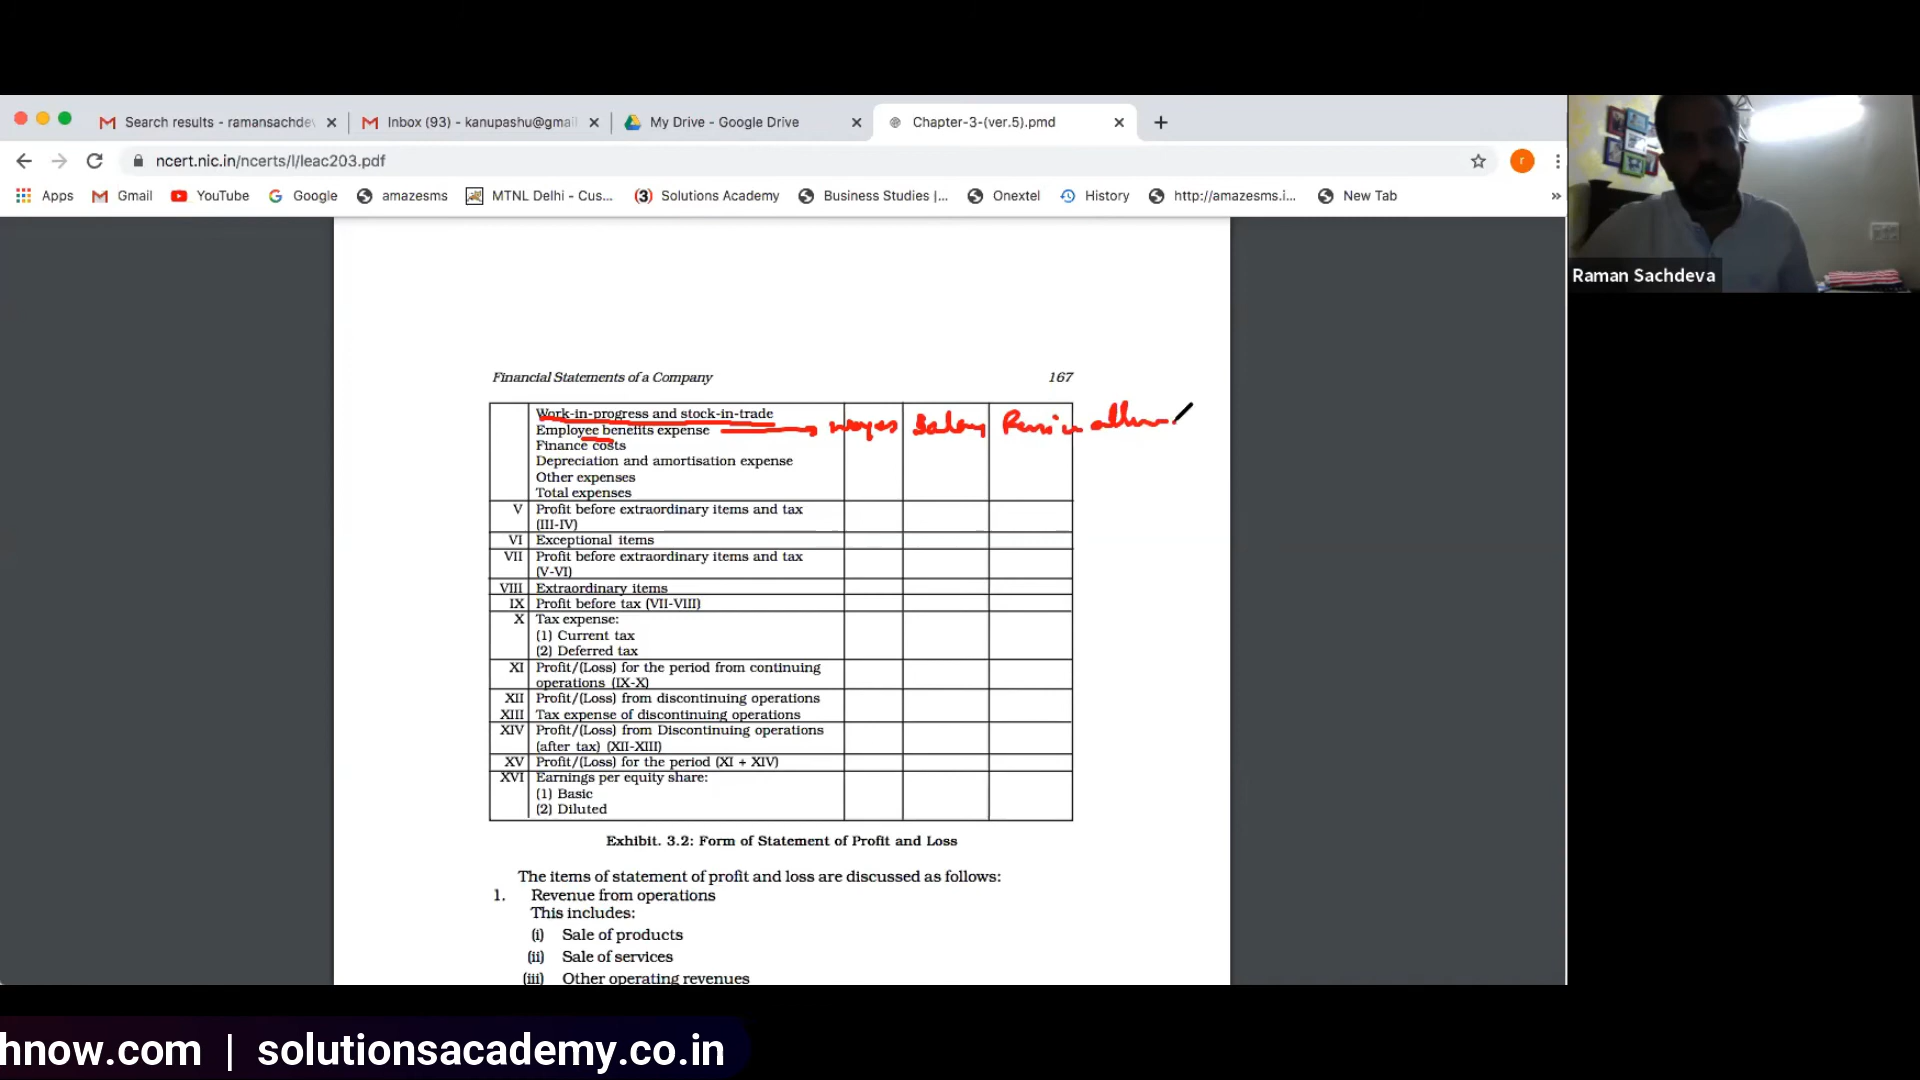 Search results - ramansachdev
Inbox (93) - kanupashu@gmai
My Drive - Google Drive
Chapter-3-(ver.5).pmd
ncert.nic.in/ncerts/l/leac203.pdf
r
Apps Gmail YouTube Google amazesms MTNL Delhi - Cus... (3) Solutions Academy Business Studies |... Onextel History http://amazesms.i... New Tab »
Raman Sachdeva
Financial Statements of a Company 167
Work-in-progress and stock-in-trade
Employee benefits expense wages Salary Pension
Finance costs
Depreciation and amortisation expense
Other expenses
Total expenses
V Profit before extraordinary items and tax
(III-IV)
VI Exceptional items
VII Profit before extraordinary items and tax
(V-VI)
VIII Extraordinary items
IX Profit before tax (VII-VIII)
X Tax expense:
(1) Current tax
(2) Deferred tax
XI Profit/(Loss) for the period from continuing
operations (IX-X)
XII Profit/(Loss) from discontinuing operations
XIII Tax expense of discontinuing operations
XIV Profit/(Loss) from Discontinuing operations
(after tax) (XII-XIII)
XV Profit/(Loss) for the period (XI + XIV)
XVI Earnings per equity share:
(1) Basic
(2) Diluted
Exhibit. 3.2: Form of Statement of Profit and Loss
The items of statement of profit and loss are discussed as follows:
1. Revenue from operations
This includes:
(i) Sale of products
(ii) Sale of services
(iii) Other operating revenues
hnow.com | solutionsacademy.co.in